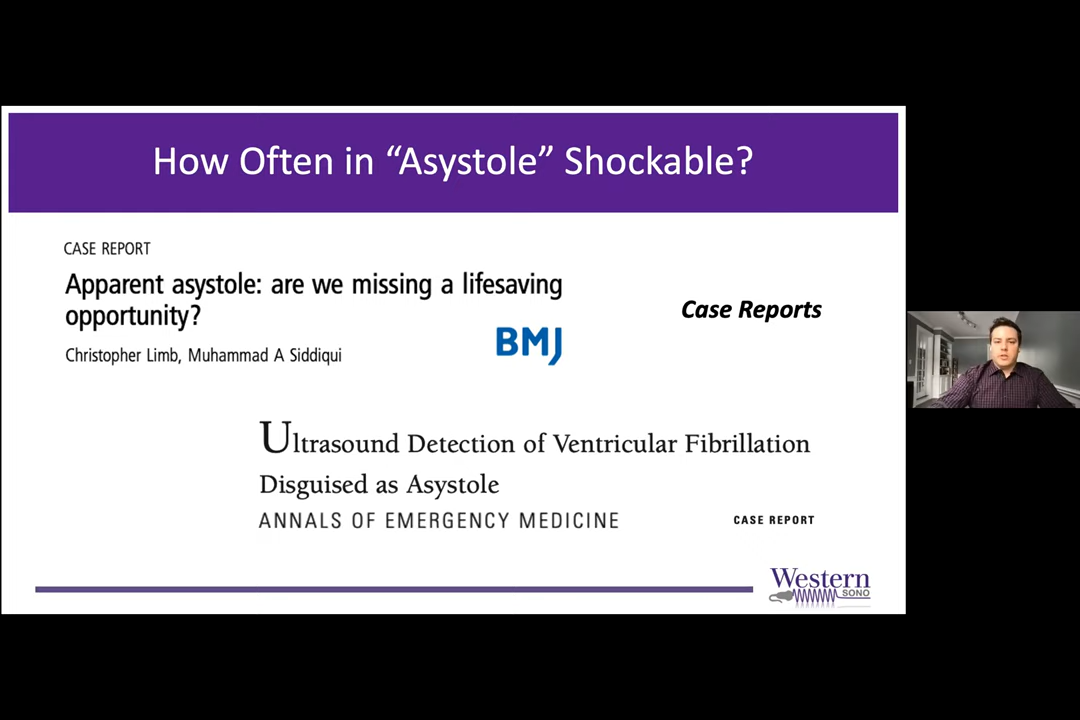 How Often in “Asystole” Shockable?
CASE REPORT
Apparent asystole: are we missing a lifesaving
opportunity?
Case Reports
Christopher Limb, Muhammad A Siddiqui
BMJ
Ultrasound Detection of Ventricular Fibrillation
Disguised as Asystole
ANNALS OF EMERGENCY MEDICINE
CASE REPORT
Western
SONO